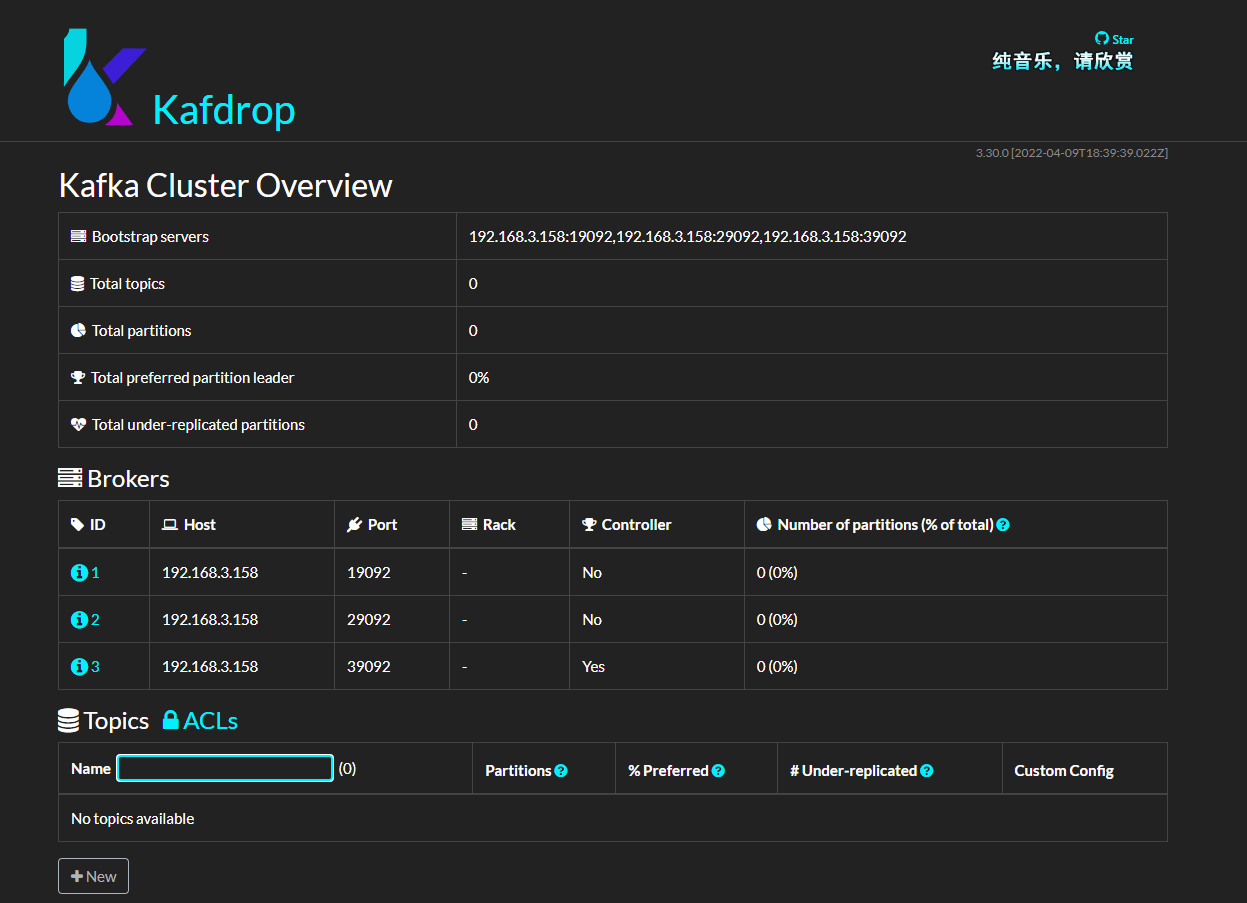 Star
纯音乐，请欣赏
Kafdrop
3.30.0 [2022-04-09T18:39:39.022Z]
Kafka Cluster Overview
Bootstrap servers 192.168.3.158:19092,192.168.3.158:29092,192.168.3.158:39092
Total topics 0
Total partitions 0
Total preferred partition leader 0%
Total under-replicated partitions 0
Brokers
ID Host Port Rack Controller Number of partitions (% of total)
1 192.168.3.158 19092 - No 0 (0%)
2 192.168.3.158 29092 - No 0 (0%)
3 192.168.3.158 39092 - Yes 0 (0%)
Topics ACLs
Name (0) Partitions % Preferred # Under-replicated Custom Config
No topics available
New